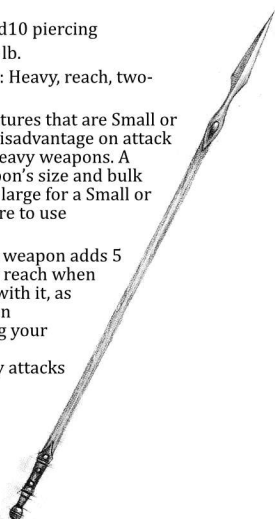 d10 piercing
lb.
: Heavy, reach, two-
tures that are Small or
isadvantage on attack
eavy weapons. A
pon's size and bulk
large for a Small or
re to use
weapon adds 5
reach when
with it, as
n
g your
y attacks